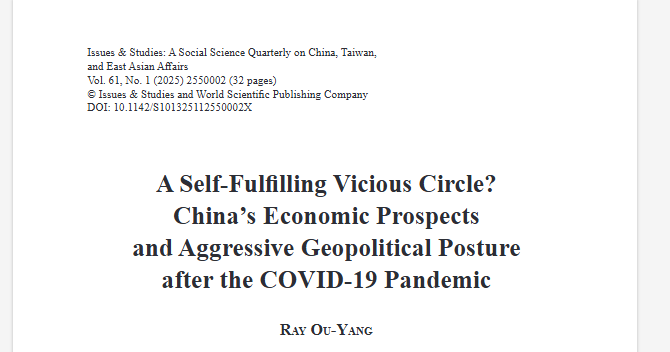 Issues & Studies: A Social Science Quarterly on China, Taiwan,
and East Asian Affairs
Vol. 61, No. 1 (2025) 2550002 (32 pages)
© Issues & Studies and World Scientific Publishing Company
DOI: 10.1142/S101325112550002X
A Self-Fulfilling Vicious Circle?
China’s Economic Prospects
and Aggressive Geopolitical Posture
after the COVID-19 Pandemic
Ray Ou-Yang